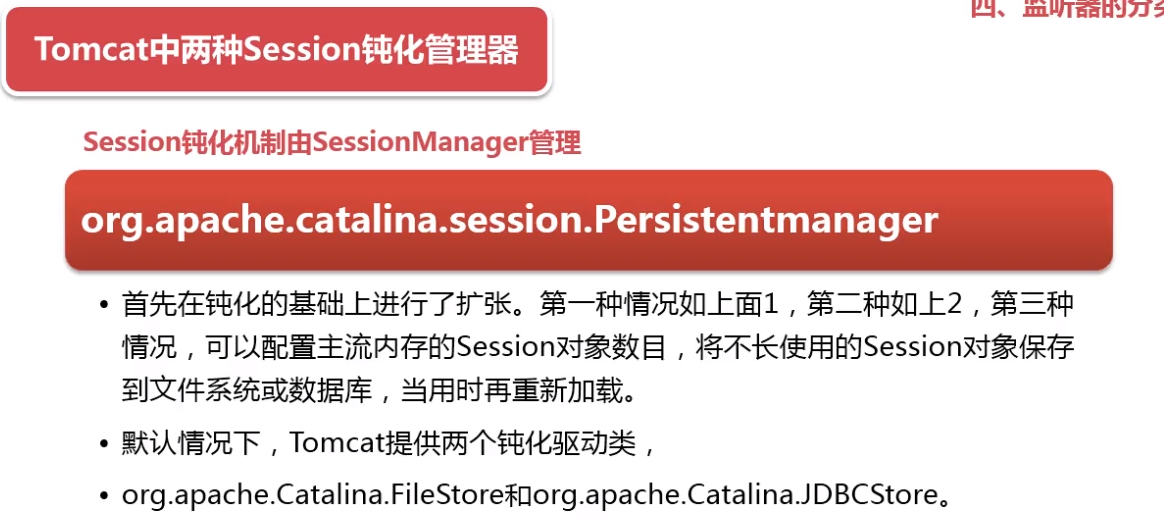 四、监听器的分类
Tomcat中两种Session钝化管理器
Session钝化机制由SessionManager管理
org.apache.catalina.session.Persistentmanager
• 首先在钝化的基础上进行了扩张。第一种情况如上面1，第二种如上2，第三种
情况，可以配置主流内存的Session对象数目，将不长使用的Session对象保存
到文件系统或数据库，当用时再重新加载。
• 默认情况下，Tomcat提供两个钝化驱动类，
• org.apache.Catalina.FileStore和org.apache.Catalina.JDBCStore。